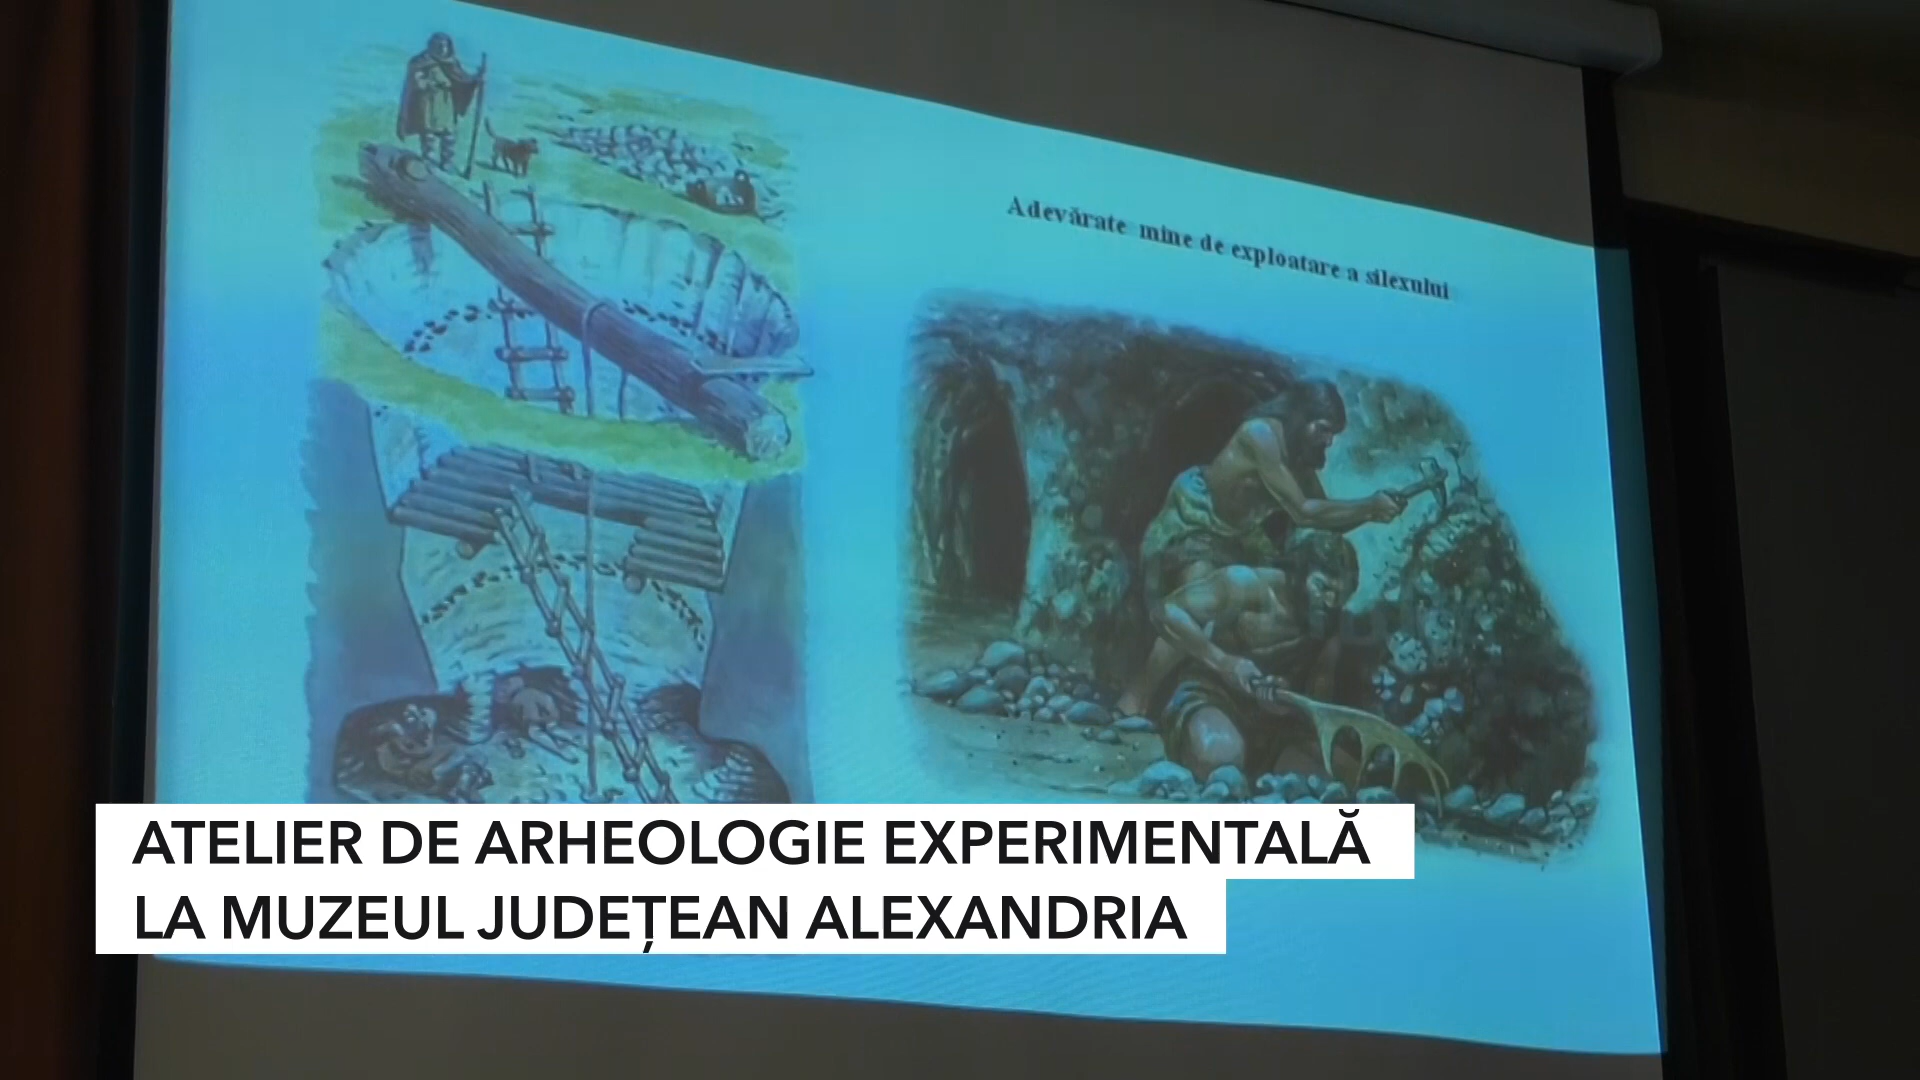 Adevărate mine de exploatare a silexului
ATELIER DE ARHEOLOGIE EXPERIMENTALĂ
LA MUZEUL JUDEȚEAN ALEXANDRIA